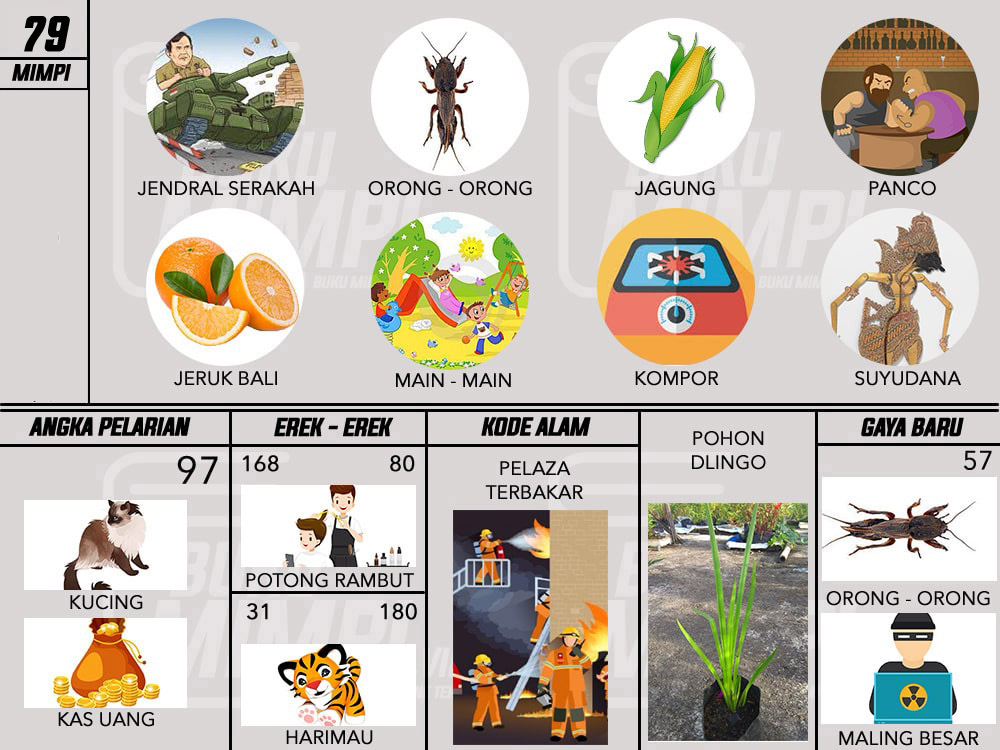 79
MIMPI
JENDRAL SERAKAH
ORONG - ORONG
JAGUNG
PANCO
JERUK BALI
MAIN - MAIN
KOMPOR
SUYUDANA
ANGKA PELARIAN
97
KUCING
KAS UANG
EREK - EREK
168 80
POTONG RAMBUT
31 180
HARIMAU
KODE ALAM
PELAZA
TERBAKAR
POHON
DLINGO
GAYA BARU
57
ORONG - ORONG
MALING BESAR
BUKU
MIMPI